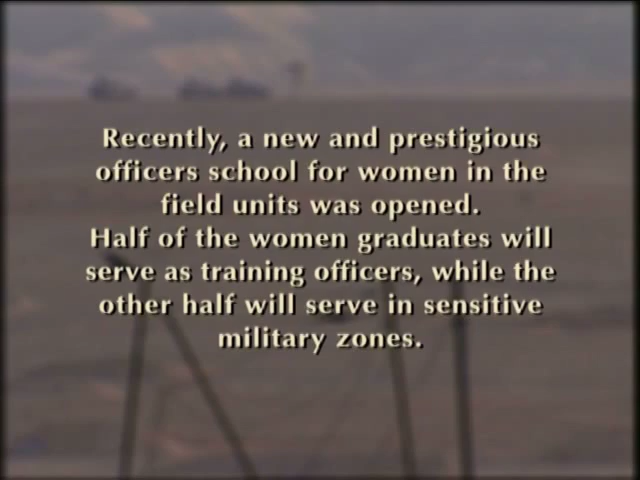 Recently, a new and prestigious
officers school for women in the
field units was opened.
Half of the women graduates will
serve as training officers, while the
other half will serve in sensitive
military zones.